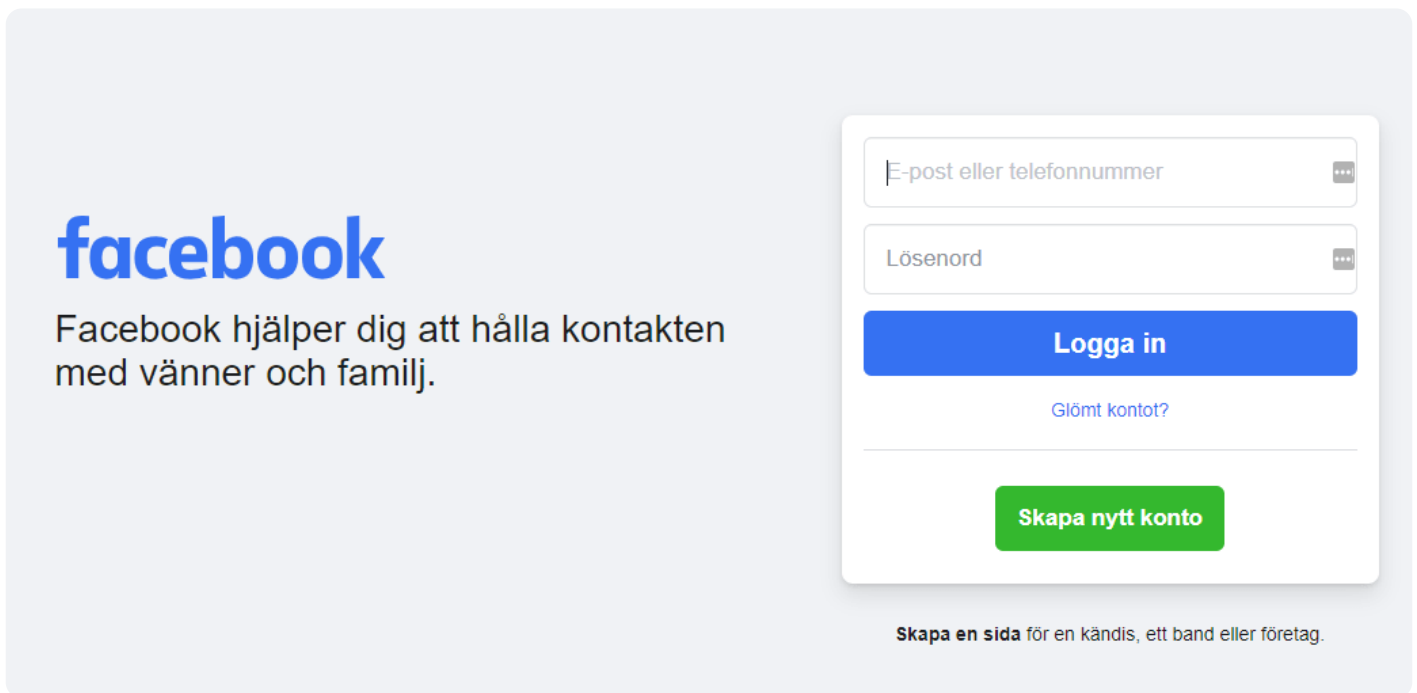 facebook
Facebook hjälper dig att hålla kontakten
med vänner och familj.
E-post eller telefonnummer
Lösenord
Logga in
Glömt kontot?
Skapa nytt konto
Skapa en sida för en kändis, ett band eller företag.